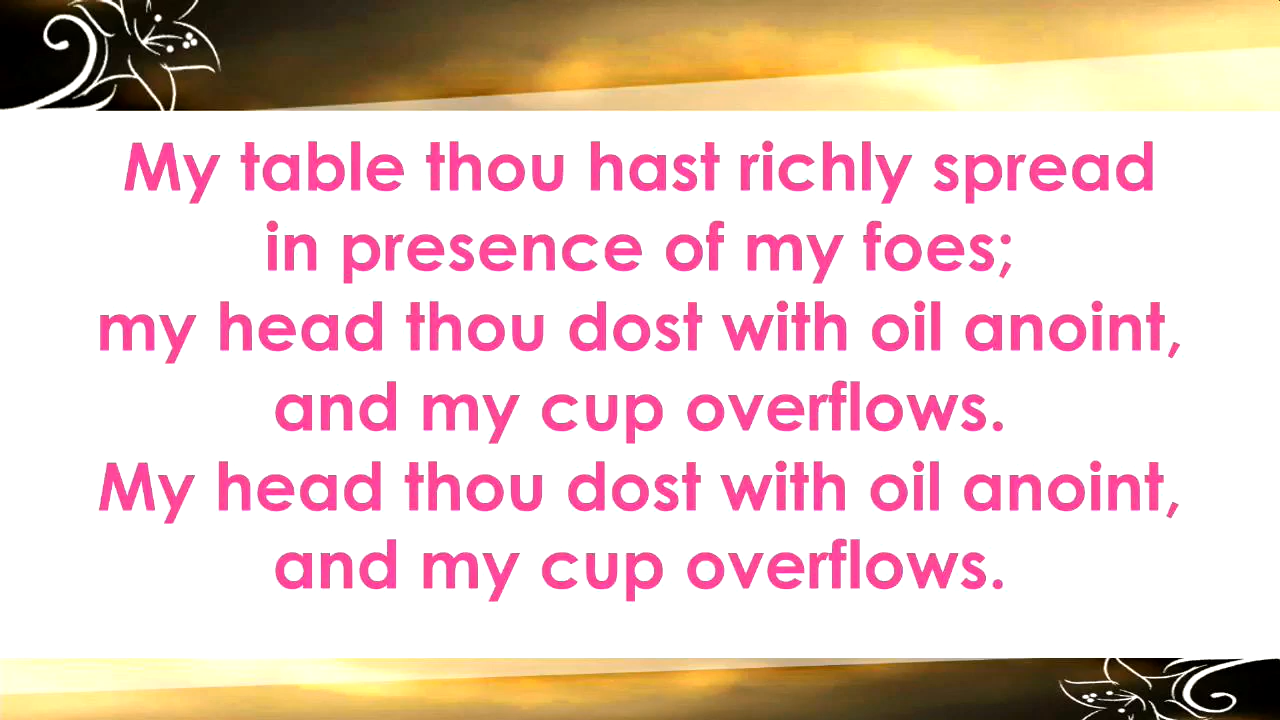 My table thou hast richly spread
in presence of my foes;
my head thou dost with oil anoint,
and my cup overflows.
My head thou dost with oil anoint,
and my cup overflows.